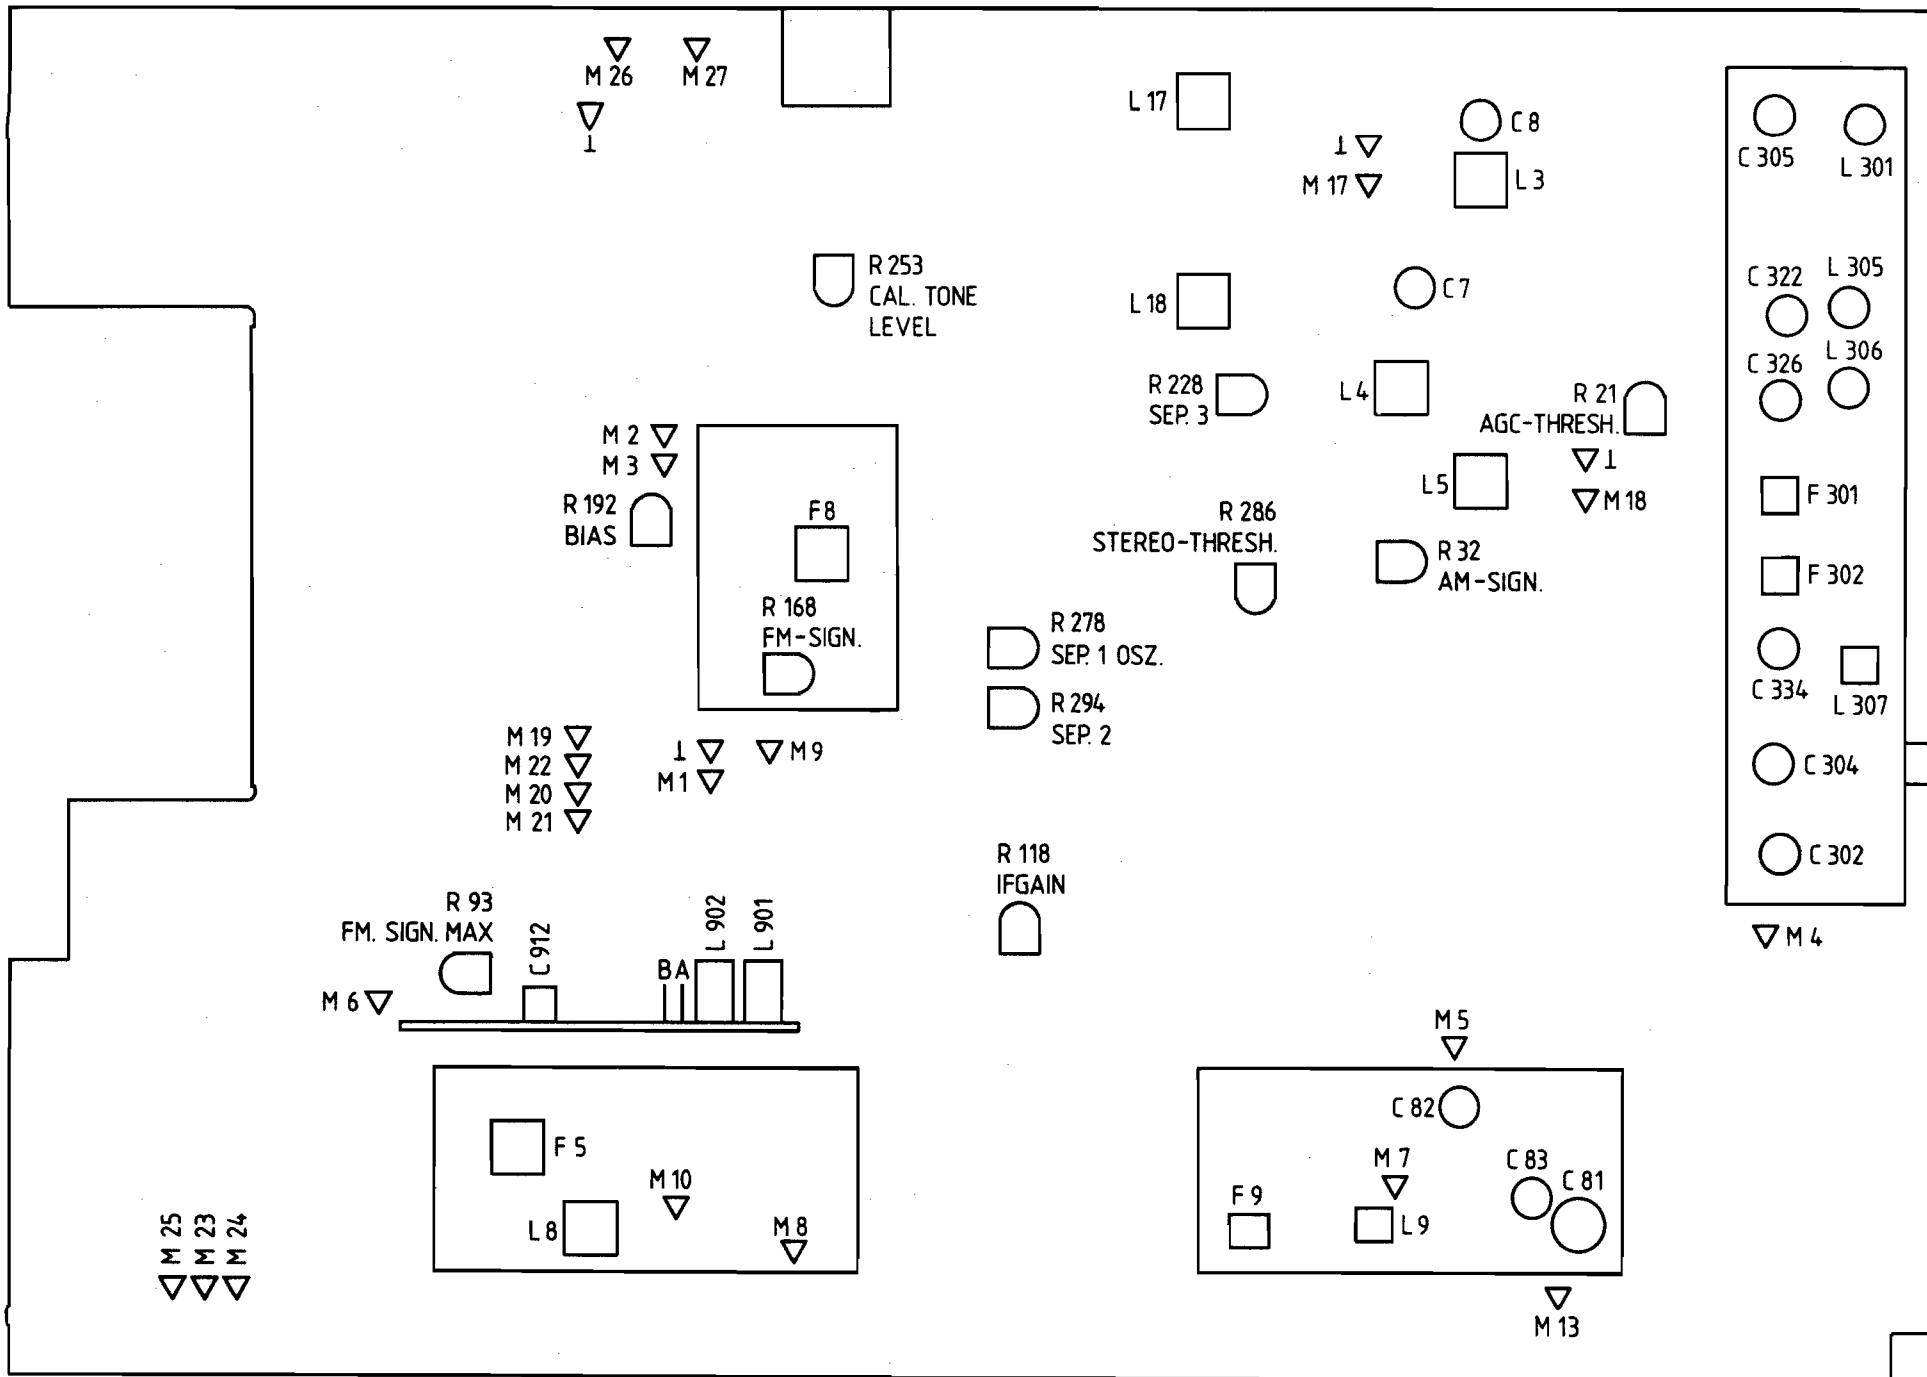 M 26
M 27
⊥
L 17
C 8
⊥
M 17
L 3
C 305
L 301
R 253
CAL. TONE
LEVEL
L 18
C 7
C 322
L 305
C 326
L 306
R 228
SEP. 3
L 4
R 21
AGC-THRESH.
⊥
M 18
M 2
M 3
R 192
BIAS
F 8
L 5
F 301
R 286
STEREO-THRESH.
R 32
AM-SIGN.
F 302
R 168
FM-SIGN.
R 278
SEP. 1 OSZ.
R 294
SEP. 2
C 334
L 307
M 19
M 22
M 20
M 21
⊥
M 1
M 9
C 304
C 302
R 118
IFGAIN
R 93
FM. SIGN. MAX
C 912
B A
L 902
L 901
M 6
M 4
M 5
C 82
F 5
M 10
L 8
M 8
M 7
C 83
C 81
F 9
L 9
M 25
M 23
M 24
M 13